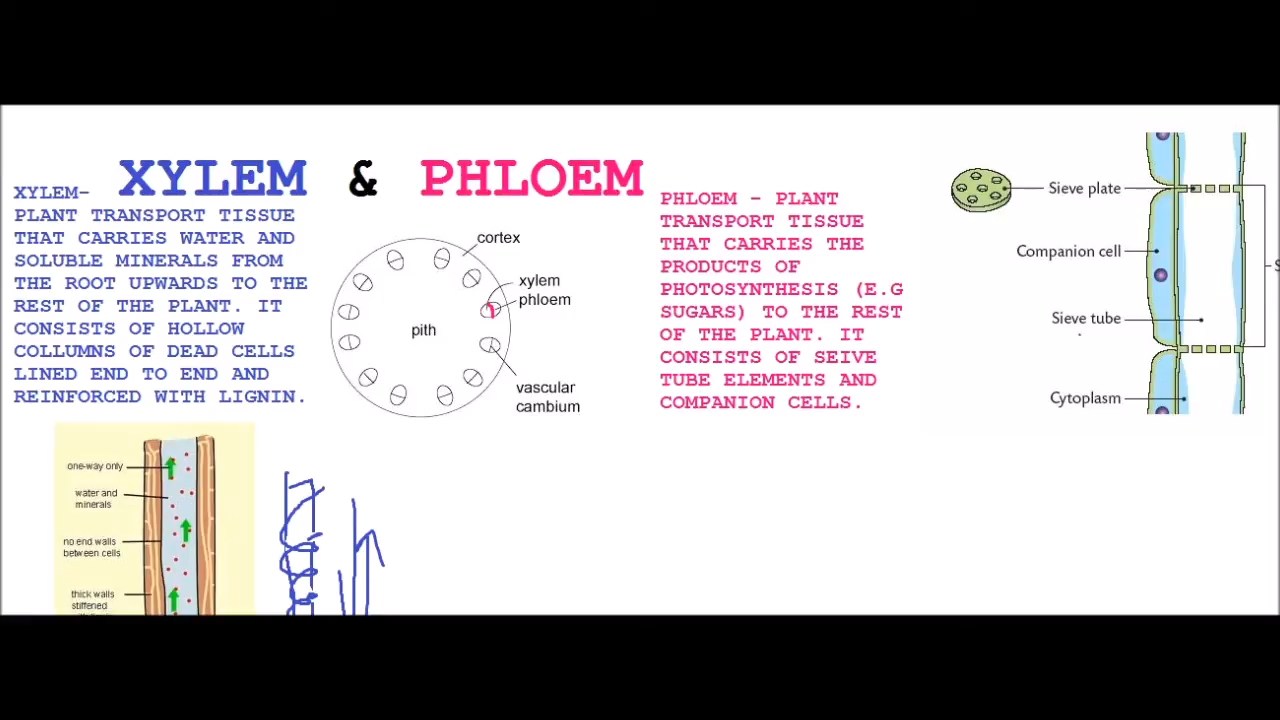 XYLEM & PHLOEM
XYLEM-
PLANT TRANSPORT TISSUE
THAT CARRIES WATER AND
SOLUBLE MINERALS FROM
THE ROOT UPWARDS TO THE
REST OF THE PLANT. IT
CONSISTS OF HOLLOW
COLLUMNS OF DEAD CELLS
LINED END TO END AND
REINFORCED WITH LIGNIN.
cortex
xylem
phloem
pith
vascular
cambium
PHLOEM - PLANT
TRANSPORT TISSUE
THAT CARRIES THE
PRODUCTS OF
PHOTOSYNTHESIS (E.G
SUGARS) TO THE REST
OF THE PLANT. IT
CONSISTS OF SEIVE
TUBE ELEMENTS AND
COMPANION CELLS.
Sieve plate
Companion cell
Sieve tube
Cytoplasm
one-way only
water and
minerals
no end walls
between cells
thick walls
stiffened